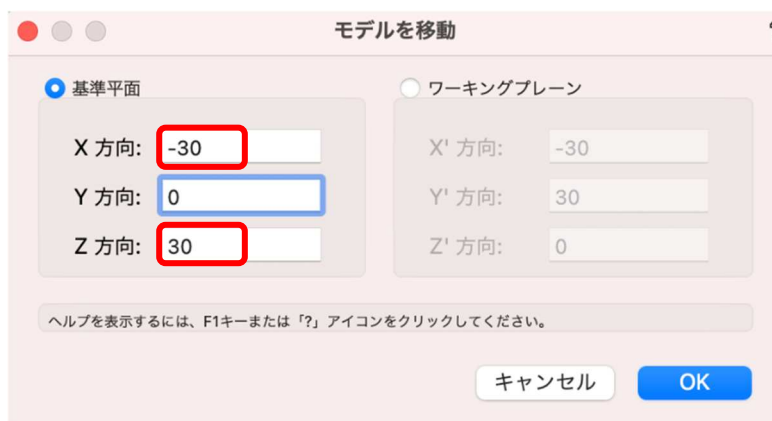 モデルを移動
基準平面
ワーキングプレーン
X 方向: -30
X' 方向: -30
Y 方向: 0
Y' 方向: 30
Z 方向: 30
Z' 方向: 0
ヘルプを表示するには、F1キーまたは「?」アイコンをクリックしてください。
キャンセル
OK